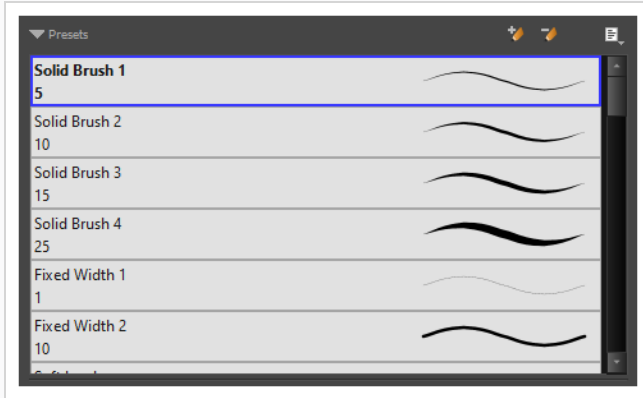 Presets
Solid Brush 1
5
Solid Brush 2
10
Solid Brush 3
15
Solid Brush 4
25
Fixed Width 1
1
Fixed Width 2
10